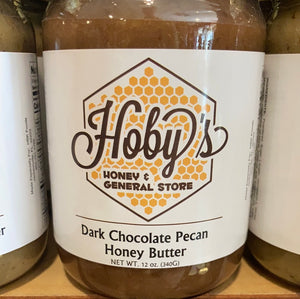 Hoby's
HONEY &
GENERAL STORE
Dark Chocolate Pecan
Honey Butter
NET WT. 12 oz. (340G)